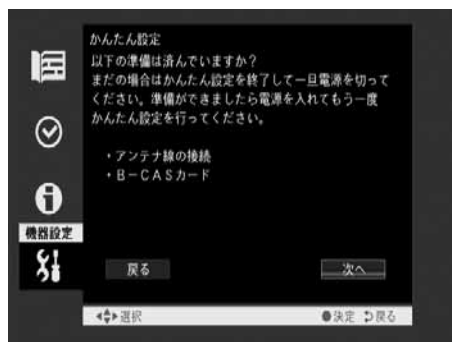 かんたん設定
以下の準備は済んでいますか？
まだの場合はかんたん設定を終了して一旦電源を切って
ください。準備ができましたら電源を入れてもう一度
かんたん設定を行ってください。
・アンテナ線の接続
・B－CASカード
機器設定
戻る
次へ
選択
決定 戻る